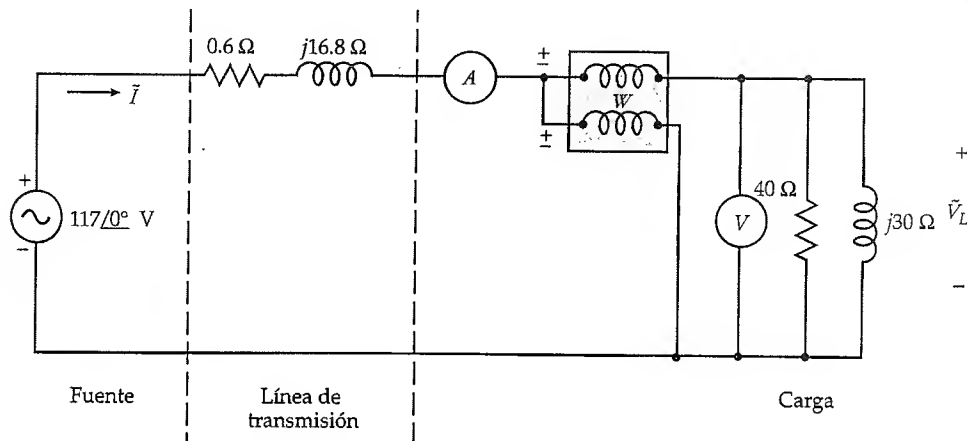 0.6 Ω
j16.8 Ω
Ĩ
A
±
W
±
+
117/0° V
−
V
40 Ω
j30 Ω
+
Ṽ_L
−
Fuente
Línea de
transmisión
Carga